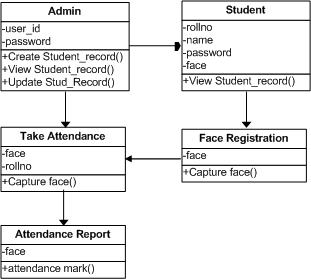 Admin
-user_id
-password
+Create Student_record()
+View Student_record()
+Update Stud_Record()
Student
-rollno
-name
-password
-face
+View Student_record()
Take Attendance
-face
-rollno
+Capture face()
Face Registration
-face
+Capture face()
Attendance Report
-face
+attendance mark()